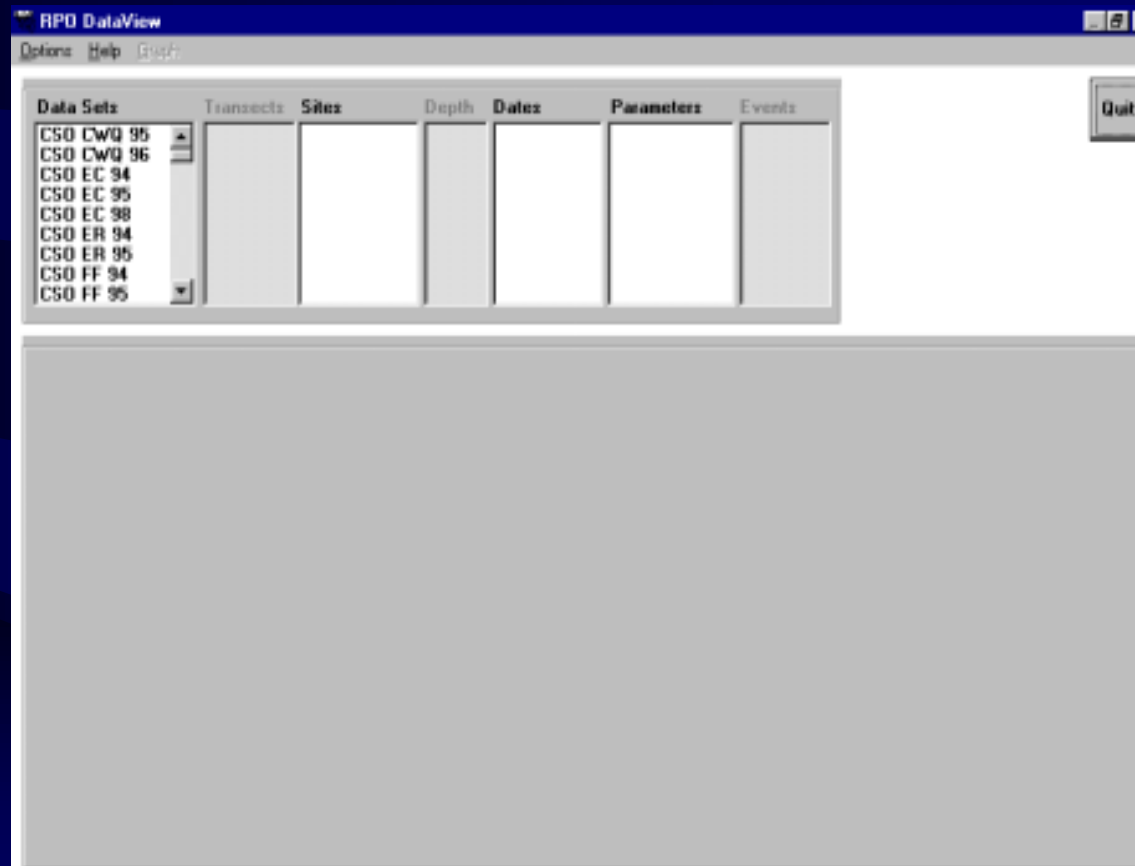 RPO DataView
Options Help Graph
Data Sets Transects Sites Depth Dates Parameters Events
Quit
CSO CWQ 95
CSO CWQ 96
CSO EC 94
CSO EC 95
CSO EC 98
CSO ER 94
CSO ER 95
CSO FF 94
CSO FF 95